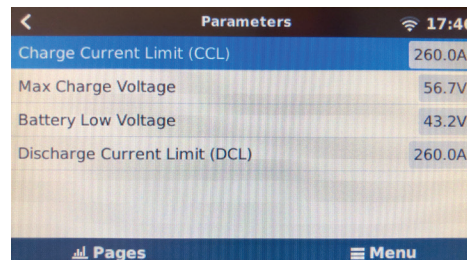 Parameters 17:46
Charge Current Limit (CCL) 260.0A
Max Charge Voltage 56.7V
Battery Low Voltage 43.2V
Discharge Current Limit (DCL) 260.0A
Pages Menu